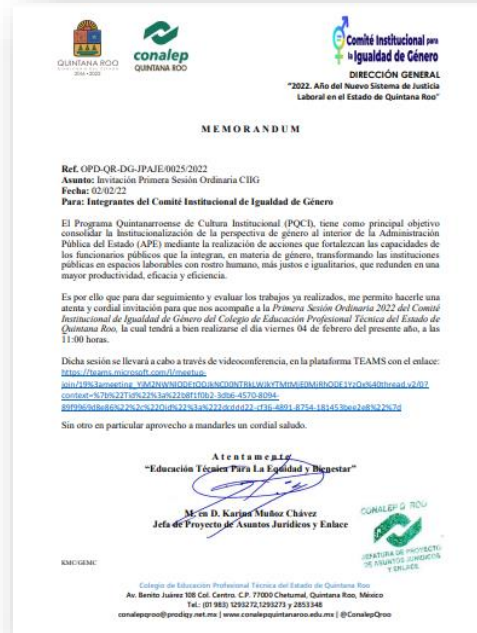 QUINTANA ROO
conalep
QUINTANA ROO
Comité Institucional para
la Igualdad de Género
DIRECCIÓN GENERAL
"2022. Año del Nuevo Sistema de Justicia
Laboral en el Estado de Quintana Roo"
MEMORANDUM
Ref. OPD-QR-DG-JPAJE/0025/2022
Asunto: Invitación Primera Sesión Ordinaria CIIG
Fecha: 02/02/22
Para: Integrantes del Comité Institucional de Igualdad de Género
El Programa Quintanarroense de Cultura Institucional (PQCI), tiene como principal objetivo
consolidar la Institucionalización de la perspectiva de género al interior de la Administración
Pública del Estado (APE) mediante la realización de acciones que fortalezcan las capacidades de
los funcionarios públicos que la integran, en materia de género, transformando las instituciones
públicas en espacios laborables con rostro humano, más justos e igualitarios, que redunden en una
mayor productividad, eficacia y eficiencia.
Es por ello que para dar seguimiento y evaluar los trabajos ya realizados, me permito hacerle una
atenta y cordial invitación para que nos acompañe a la Primera Sesión Ordinaria 2022 del Comité
Institucional de Igualdad de Género del Colegio de Educación Profesional Técnica del Estado de
Quintana Roo, la cual tendrá a bien realizarse el día viernes 04 de febrero del presente año, a las
11:00 horas.
Dicha sesión se llevará a cabo a través de videoconferencia, en la plataforma TEAMS con el enlace:
https://teams.microsoft.com/l/meetup-
Sin otro en particular aprovecho a mandarles un cordial saludo.
Atentamente
"Educación Técnica Para La Equidad y Bienestar"
M. en D. Karina Muñoz Chávez
Jefa de Proyecto de Asuntos Jurídicos y Enlace
JEFATURA DE PROYECTO
DE ASUNTOS JURIDICOS
Y ENLACE
KMC/GEMC
Colegio de Educación Profesional Técnica del Estado de Quintana Roo
Av. Benito Juárez 108 Col. Centro. C.P. 77000 Chetumal, Quintana Roo, México
Tel.: (01 983) 1293272,1293273 y 2853348
conalepqroo@prodigy.net.mx | www.conalepquintanaroo.edu.mx | @ConalepQroo